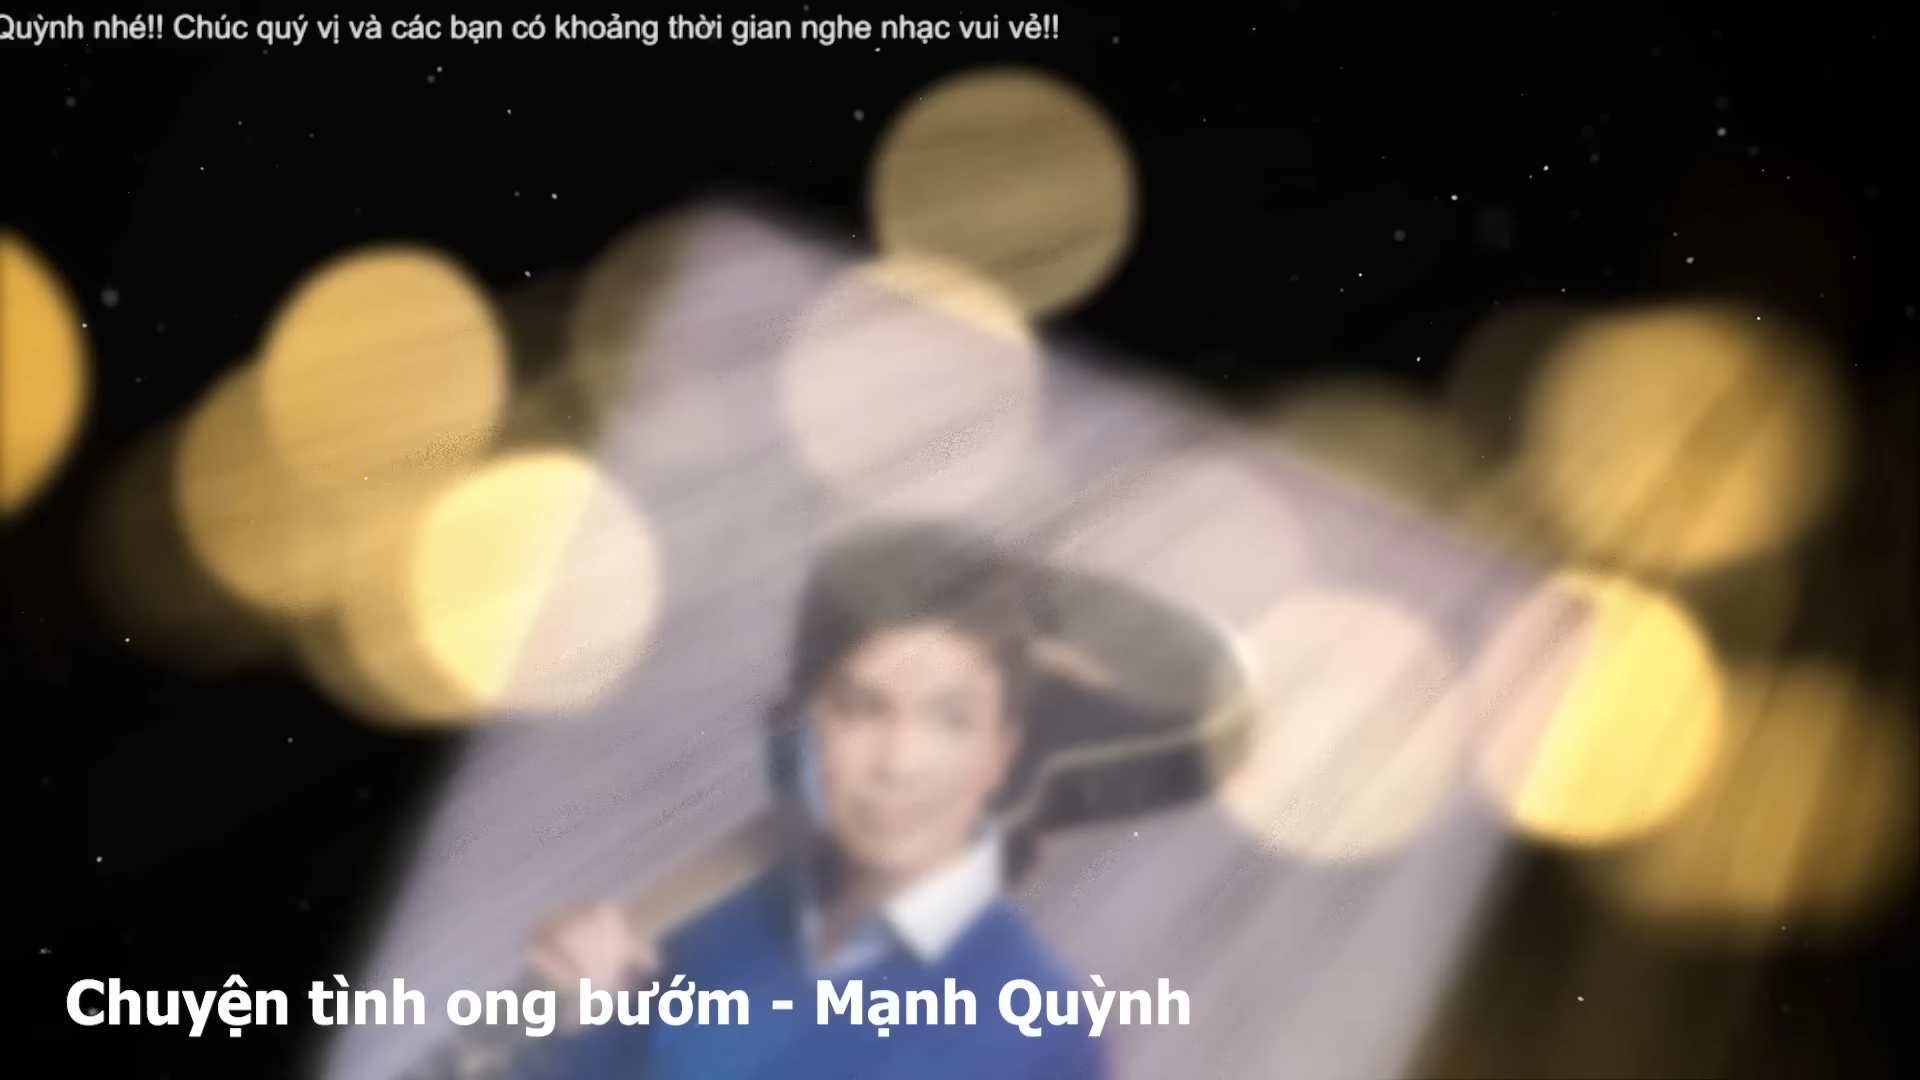 Quỳnh nhé!! Chúc quý vị và các bạn có khoảng thời gian nghe nhạc vui vẻ!!
Chuyện tình ong bướm - Mạnh Quỳnh